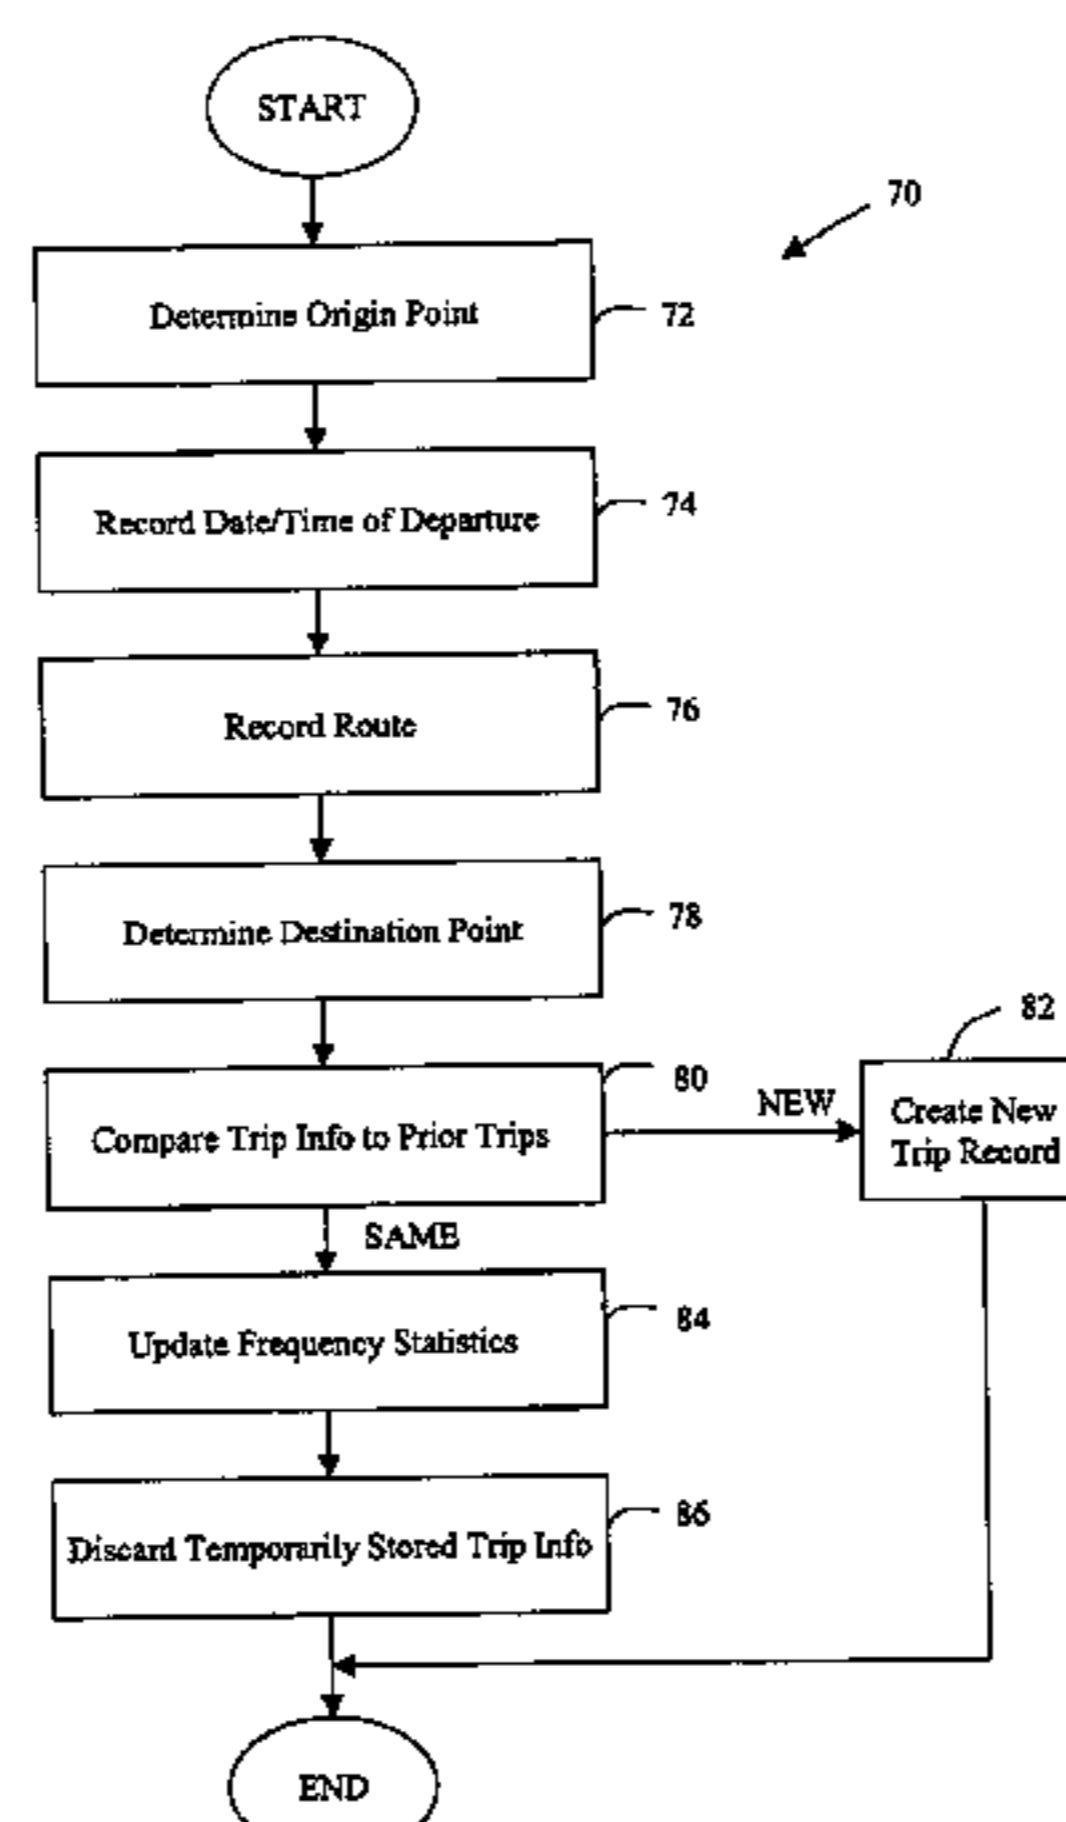 START
70
Determine Origin Point
72
Record Date/Time of Departure
74
Record Route
76
Determine Destination Point
78
82
Compare Trip Info to Prior Trips
80
NEW
Create New
Trip Record
SAME
Update Frequency Statistics
84
Discard Temporarily Stored Trip Info
86
END